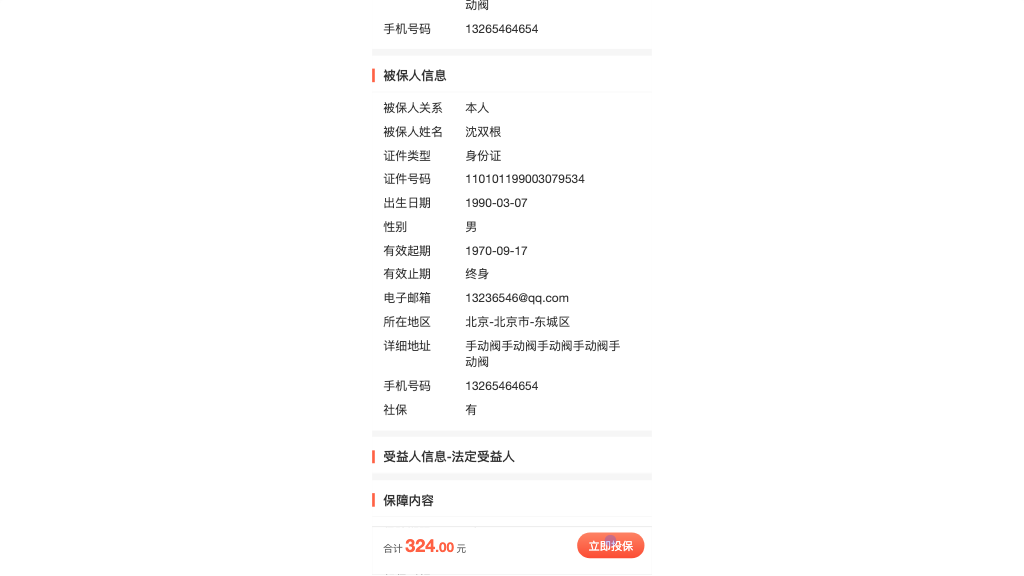 动阀
手机号码 13265464654
被保人信息
被保人关系 本人
被保人姓名 沈双根
证件类型 身份证
证件号码 110101199003079534
出生日期 1990-03-07
性别 男
有效起期 1970-09-17
有效止期 终身
电子邮箱 13236546@qq.com
所在地区 北京-北京市-东城区
详细地址 手动阀手动阀手动阀手动阀手
动阀
手机号码 13265464654
社保 有
受益人信息-法定受益人
保障内容
合计 324.00 元 立即投保